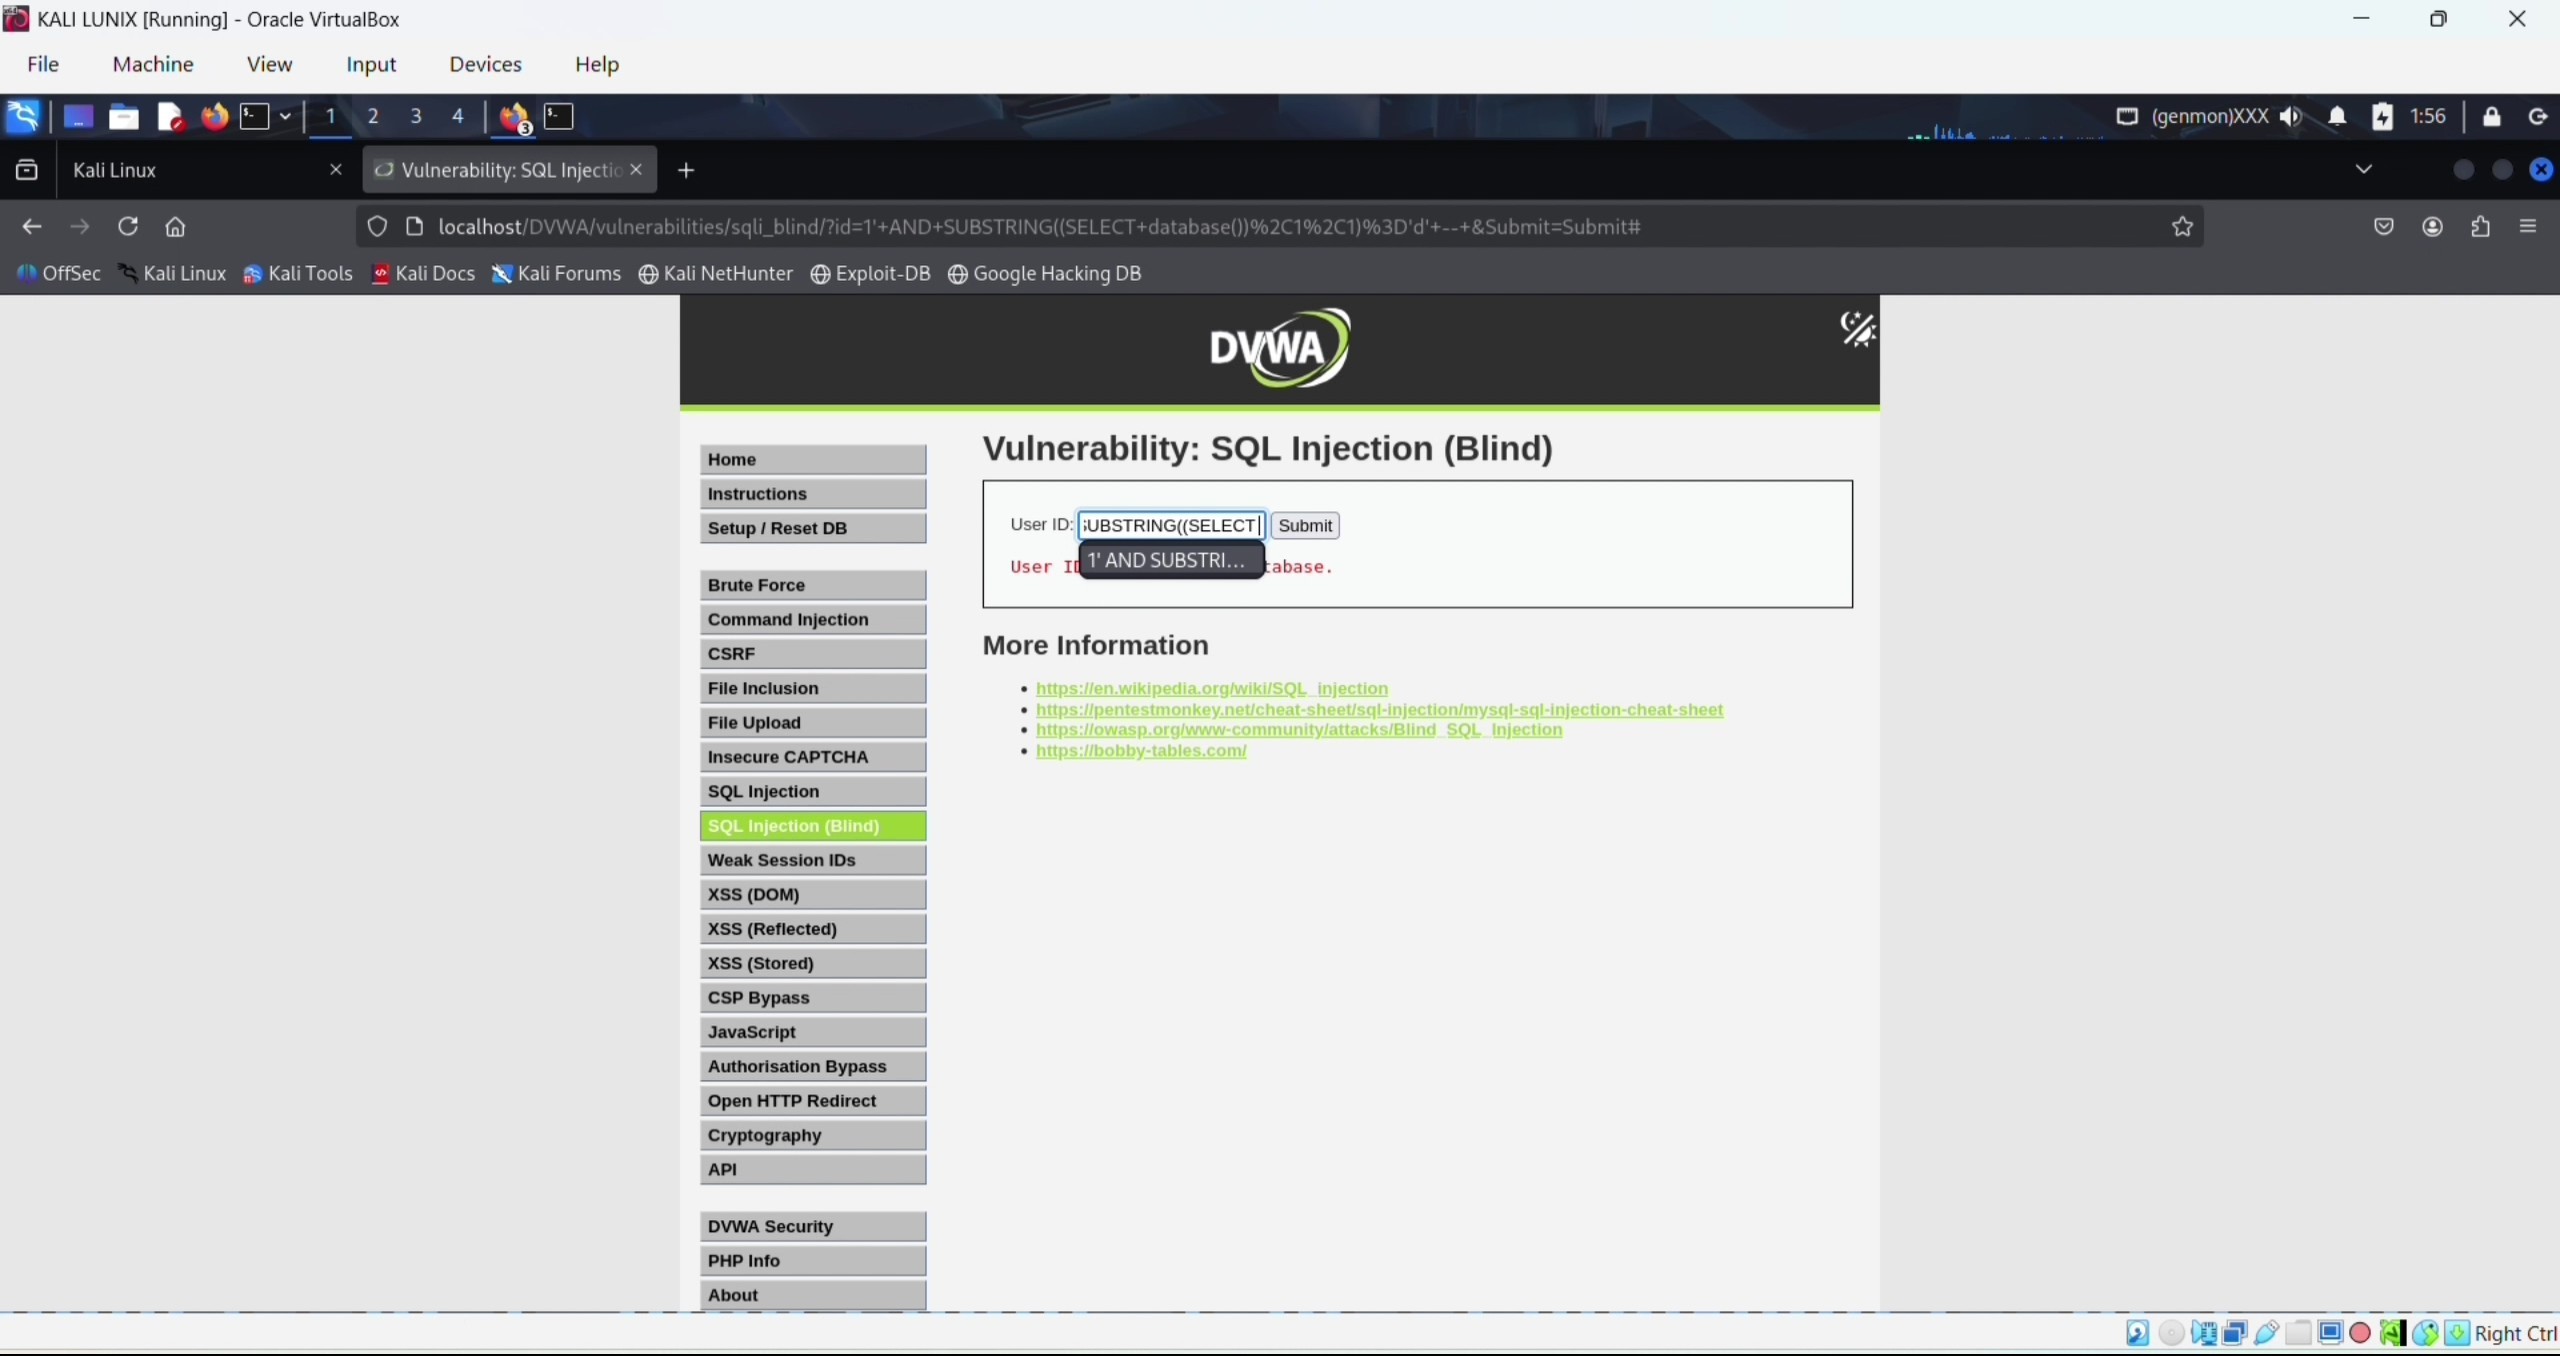 KALI LUNIX [Running] - Oracle VirtualBox
File Machine View Input Devices Help
1 2 3 4 3 (genmon)XXX 1:56
Kali Linux Vulnerability: SQL Injectio
localhost/DVWA/vulnerabilities/sqli_blind/?id=1'+AND+SUBSTRING((SELECT+database())%2C1%2C1)%3D'd'+--+&Submit=Submit#
OffSec Kali Linux Kali Tools Kali Docs Kali Forums Kali NetHunter Exploit-DB Google Hacking DB
DVWA
Vulnerability: SQL Injection (Blind)
User ID: SUBSTRING((SELECT Submit
1' AND SUBSTRI...
User ID tabase.
More Information
https://en.wikipedia.org/wiki/SQL_injection
https://pentestmonkey.net/cheat-sheet/sql-injection/mysql-sql-injection-cheat-sheet
https://owasp.org/www-community/attacks/Blind_SQL_Injection
https://bobby-tables.com/
Home
Instructions
Setup / Reset DB
Brute Force
Command Injection
CSRF
File Inclusion
File Upload
Insecure CAPTCHA
SQL Injection
SQL Injection (Blind)
Weak Session IDs
XSS (DOM)
XSS (Reflected)
XSS (Stored)
CSP Bypass
JavaScript
Authorisation Bypass
Open HTTP Redirect
Cryptography
API
DVWA Security
PHP Info
About
Right Ctrl